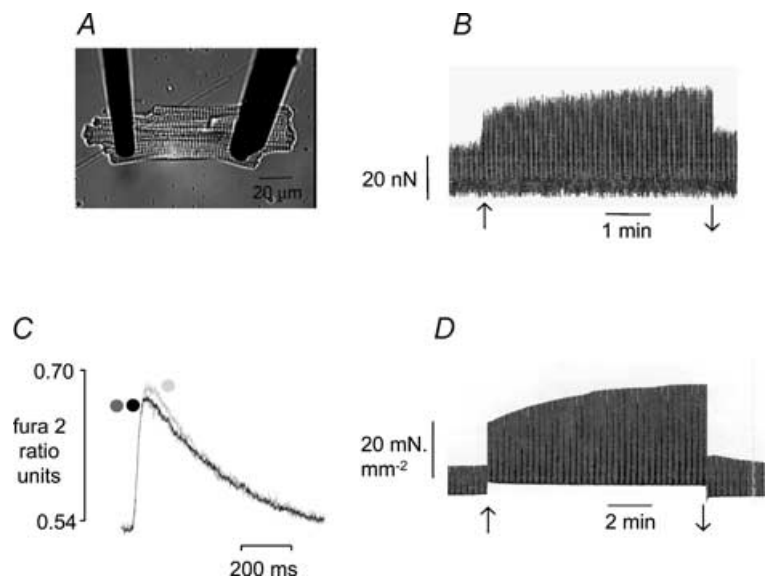 A
20 µm
B
20 nN
1 min
C
0.70
fura 2
ratio
units
0.54
200 ms
D
20 mN.
mm-2
2 min